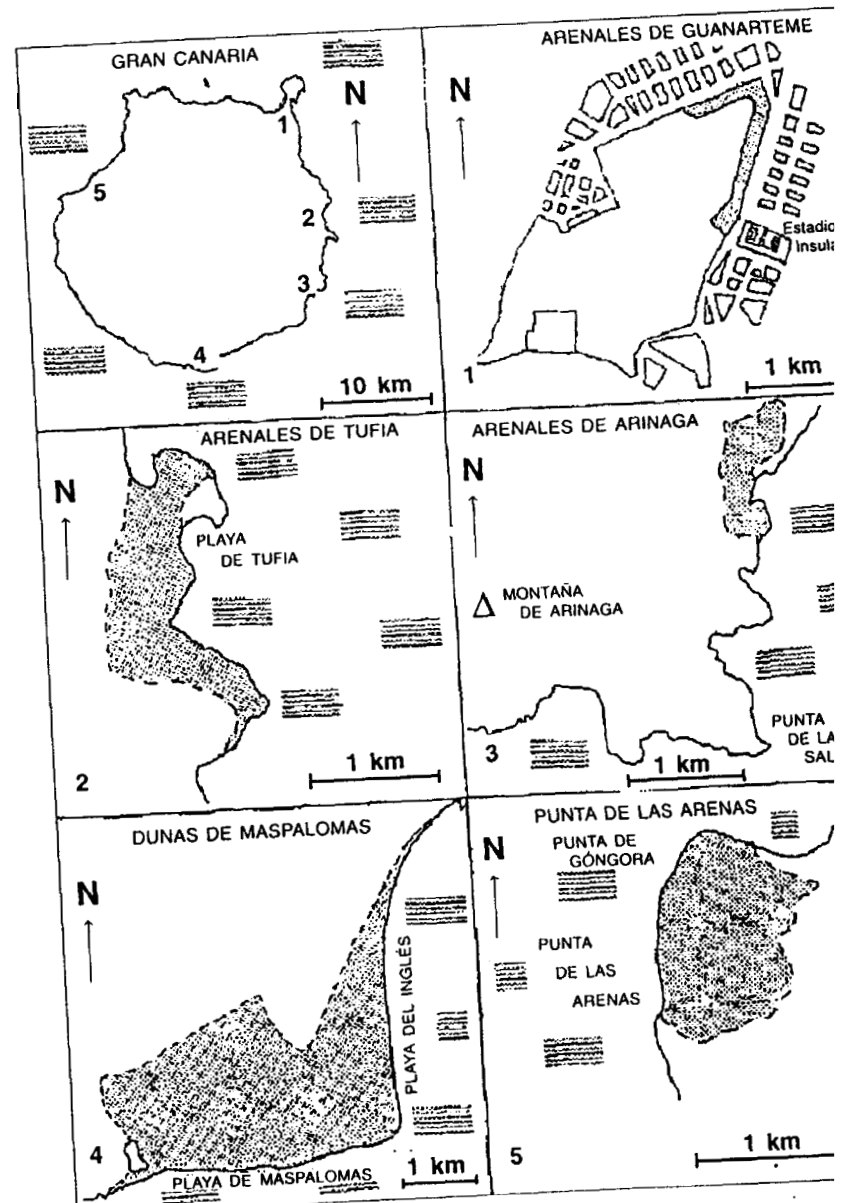 GRAN CANARIA
N
1
2
3
4
5
10 km
ARENALES DE GUANARTEME
N
Estadio
Insula
1
1 km
ARENALES DE TUFIA
N
PLAYA
DE TUFIA
2
1 km
ARENALES DE ARINAGA
N
MONTAÑA
DE ARINAGA
PUNTA
DE LA
SAL
3
1 km
DUNAS DE MASPALOMAS
N
PLAYA DEL INGLÉS
4
PLAYA DE MASPALOMAS
1 km
PUNTA DE LAS ARENAS
N
PUNTA DE
GÓNGORA
PUNTA
DE LAS
ARENAS
5
1 km